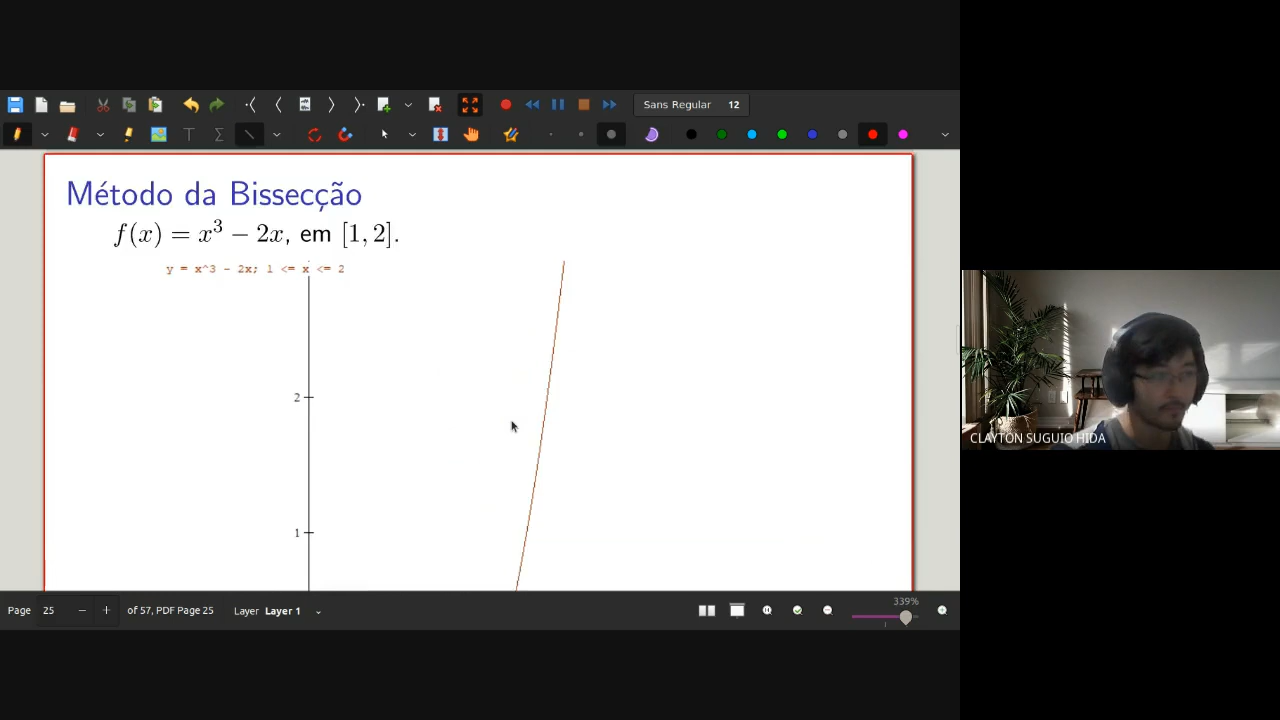 Sans Regular 12
Método da Bissecção
f(x) = x³ − 2x, em [1, 2].
y = x^3 - 2x; 1 <= x <= 2
2
1
CLAYTON SUGUIO HIDA
Page 25 of 57, PDF Page 25 Layer Layer 1 339%